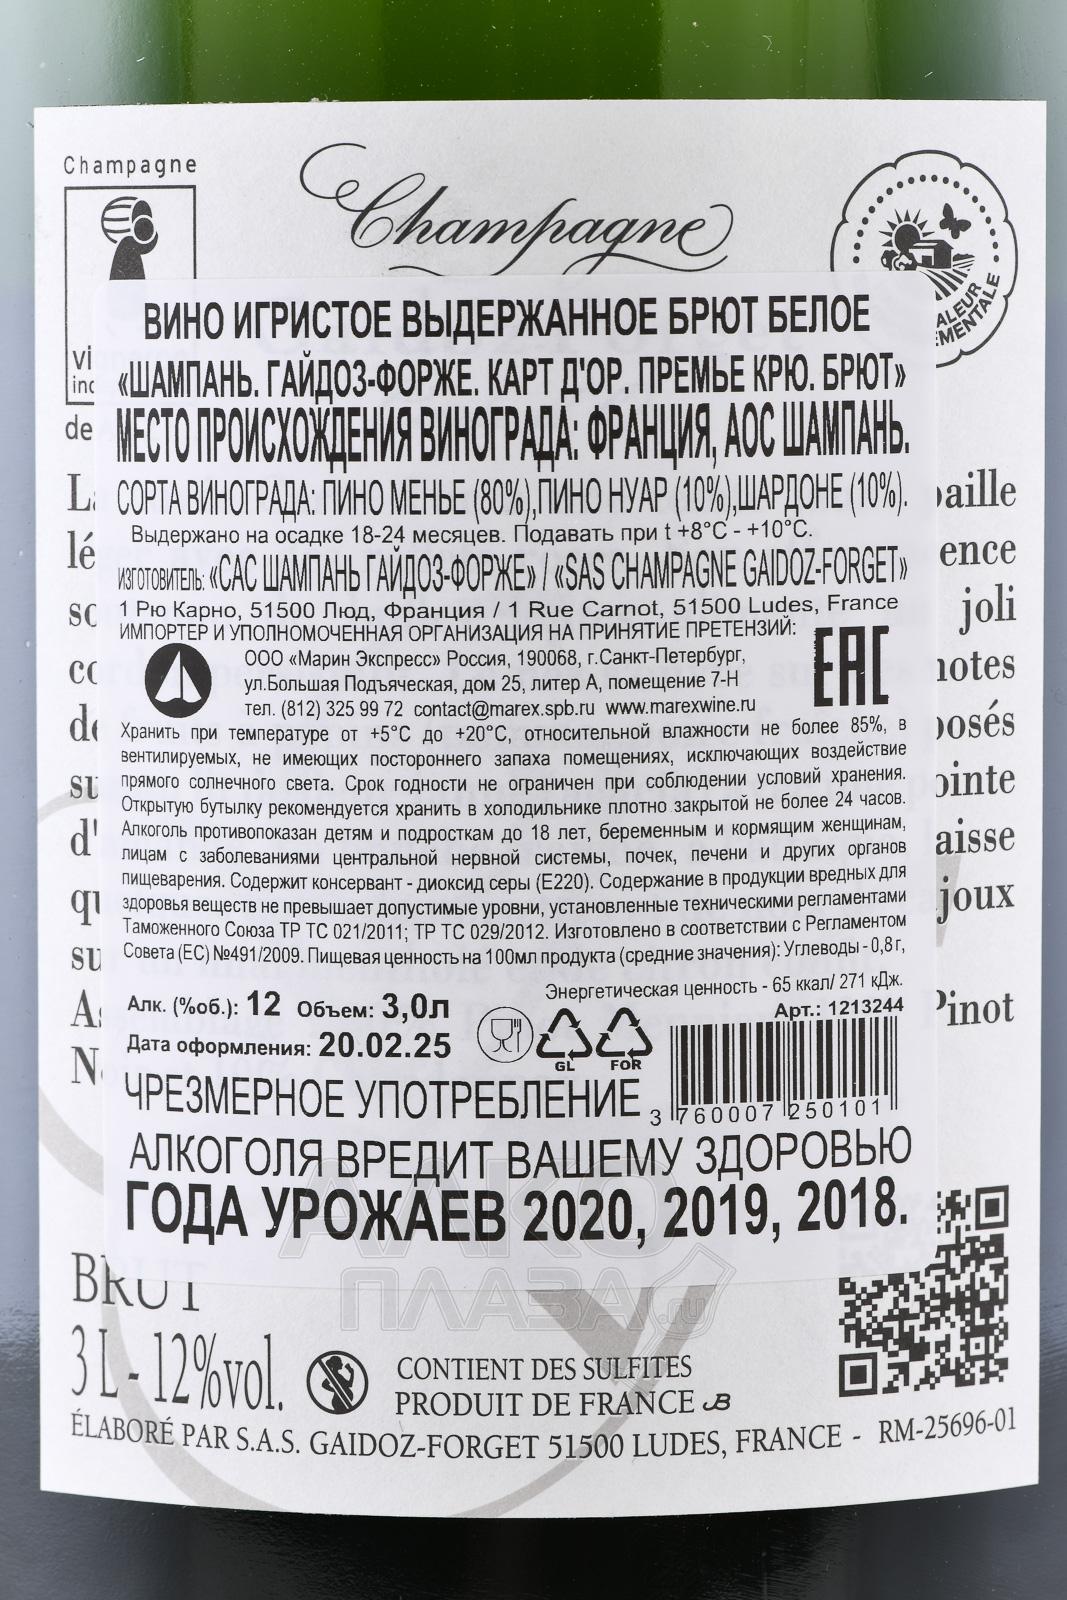 Champagne
Champagne
ALEUR
EMENTALE
ВИНО ИГРИСТОЕ ВЫДЕРЖАННОЕ БРЮТ БЕЛОЕ
«ШАМПАНЬ. ГАЙДОЗ-ФОРЖЕ. КАРТ Д'ОР. ПРЕМЬЕ КРЮ. БРЮТ»
МЕСТО ПРОИСХОЖДЕНИЯ ВИНОГРАДА: ФРАНЦИЯ, АОС ШАМПАНЬ.
СОРТА ВИНОГРАДА: ПИНО МЕНЬЕ (80%),ПИНО НУАР (10%),ШАРДОНЕ (10%).
Выдержано на осадке 18-24 месяцев. Подавать при t +8°C - +10°C.
ИЗГОТОВИТЕЛЬ: «САС ШАМПАНЬ ГАЙДОЗ-ФОРЖЕ» / «SAS CHAMPAGNE GAIDOZ-FORGET»
1 Рю Карно, 51500 Люд, Франция / 1 Rue Carnot, 51500 Ludes, France
ИМПОРТЕР И УПОЛНОМОЧЕННАЯ ОРГАНИЗАЦИЯ НА ПРИНЯТИЕ ПРЕТЕНЗИЙ:
ООО «Марин Экспресс» Россия, 190068, г.Санкт-Петербург,
ул.Большая Подъяческая, дом 25, литер А, помещение 7-Н
тел. (812) 325 99 72 contact@marex.spb.ru www.marexwine.ru
EAC
Хранить при температуре от +5°C до +20°C, относительной влажности не более 85%, в
вентилируемых, не имеющих постороннего запаха помещениях, исключающих воздействие
прямого солнечного света. Срок годности не ограничен при соблюдении условий хранения.
Открытую бутылку рекомендуется хранить в холодильнике плотно закрытой не более 24 часов.
Алкоголь противопоказан детям и подросткам до 18 лет, беременным и кормящим женщинам,
лицам с заболеваниями центральной нервной системы, почек, печени и других органов
пищеварения. Содержит консервант - диоксид серы (E220). Содержание в продукции вредных для
здоровья веществ не превышает допустимые уровни, установленные техническими регламентами
Таможенного Союза ТР ТС 021/2011; ТР ТС 029/2012. Изготовлено в соответствии с Регламентом
Совета (ЕС) №491/2009. Пищевая ценность на 100мл продукта (средние значения): Углеводы - 0,8 г,
Энергетическая ценность - 65 ккал/ 271 кДж.
Алк. (%об.): 12 Объем: 3,0л
Арт.: 1213244
Дата оформления: 20.02.25
GL FOR
3 760007 250101
ЧРЕЗМЕРНОЕ УПОТРЕБЛЕНИЕ
АЛКОГОЛЯ ВРЕДИТ ВАШЕМУ ЗДОРОВЬЮ
ГОДА УРОЖАЕВ 2020, 2019, 2018.
АЛКО
ПЛАЗА.ru
joli
notes
Pinot
BRUT
3 L - 12%vol.
CONTIENT DES SULFITES
PRODUIT DE FRANCE
ÉLABORÉ PAR S.A.S. GAIDOZ-FORGET 51500 LUDES, FRANCE - RM-25696-01